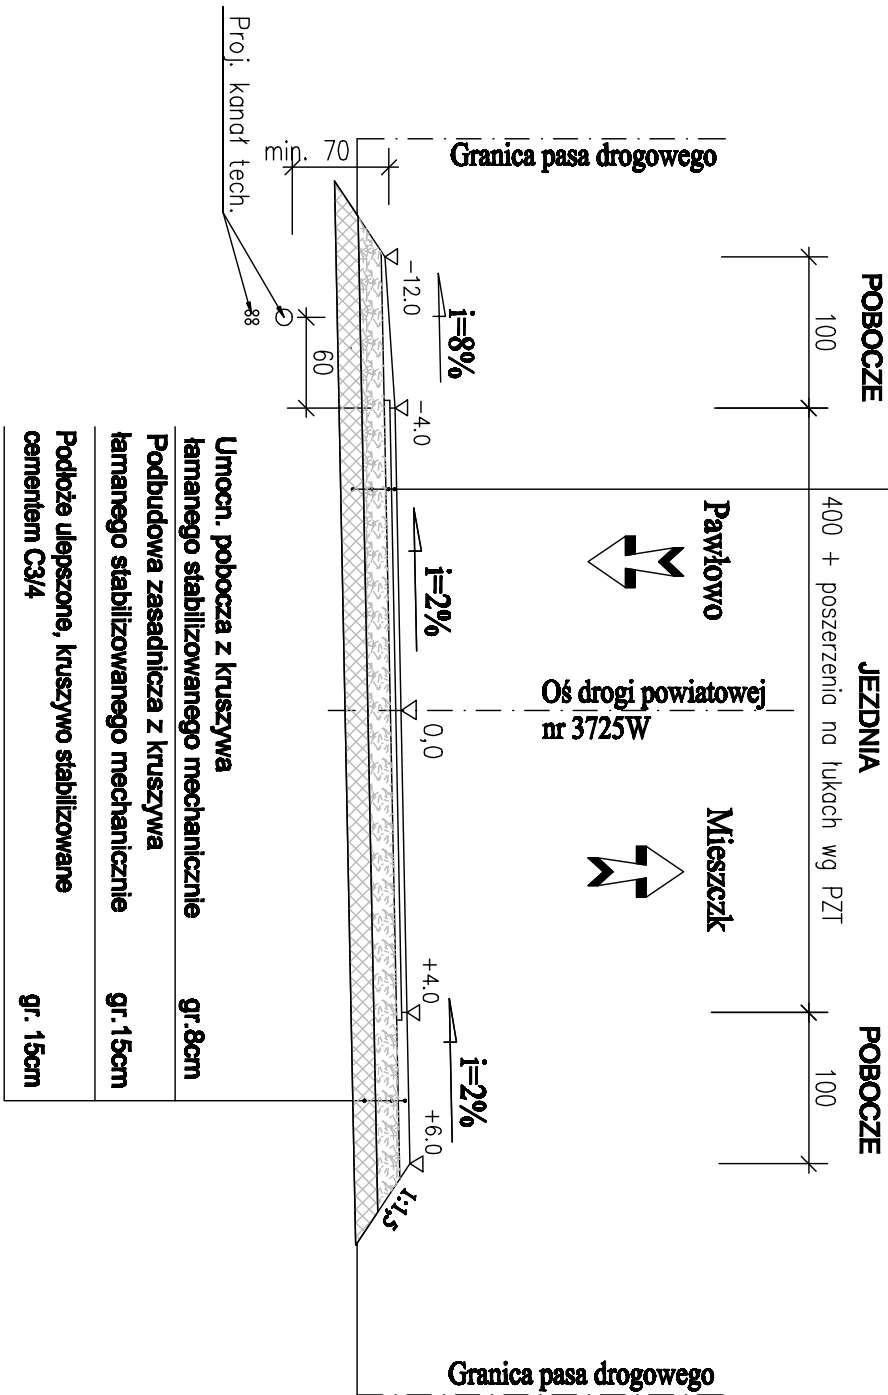 POBOCZE
JEZDNIA
POBOCZE
100
400 + poszerzenia na łukach wg PZT
100
Granica pasa drogowego
Pawłowo
Oś drogi powiatowej
nr 3725W
Mieszczk
Granica pasa drogowego
i=8%
i=2%
i=2%
-12.0
-4.0
0,0
+4.0
+6.0
1:1,5
min. 70
60
Proj. kanał tech.
Umocn. pobocza z kruszywa
łamanego stabilizowanego mechanicznie gr.8cm
Podbudowa zasadnicza z kruszywa
łamanego stabilizowanego mechanicznie gr.15cm
Podłoże ulepszone, kruszywo stabilizowane
cementem C3/4 gr. 15cm